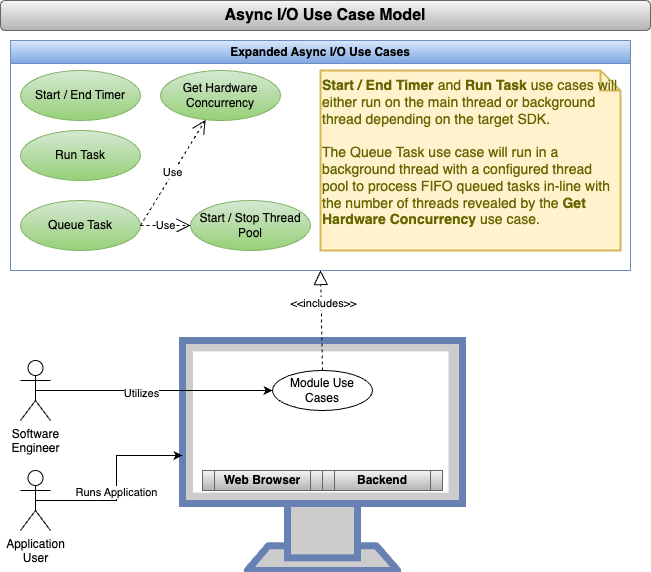 Async I/O Use Case Model
Expanded Async I/O Use Cases
Start / End Timer
Get Hardware
Concurrency
Run Task
Use
Queue Task
Use
Start / Stop Thread
Pool
Start / End Timer and Run Task use cases will
either run on the main thread or background
thread depending on the target SDK.
The Queue Task use case will run in a
background thread with a configured thread
pool to process FIFO queued tasks in-line with
the number of threads revealed by the Get
Hardware Concurrency use case.
<<includes>>
Module Use
Cases
Utilizes
Software
Engineer
Web Browser
Backend
Runs Application
Application
User